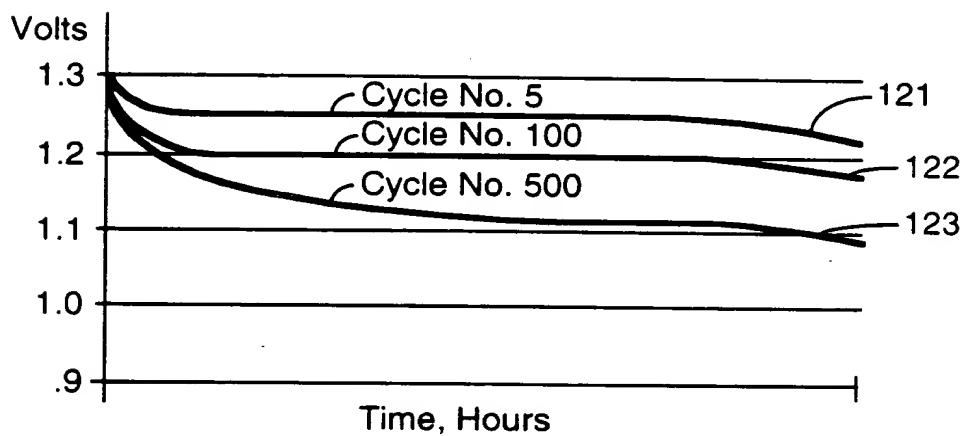 Volts
1.3
Cycle No. 5
121
Cycle No. 100
1.2
122
Cycle No. 500
1.1
123
1.0
.9
Time, Hours